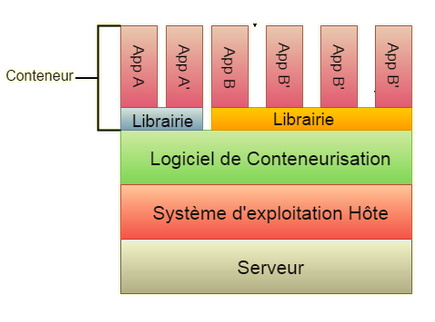 App A
App A'
App B
App B'
App B'
App B'
Conteneur
Librairie
Librairie
Logiciel de Conteneurisation
Système d'exploitation Hôte
Serveur